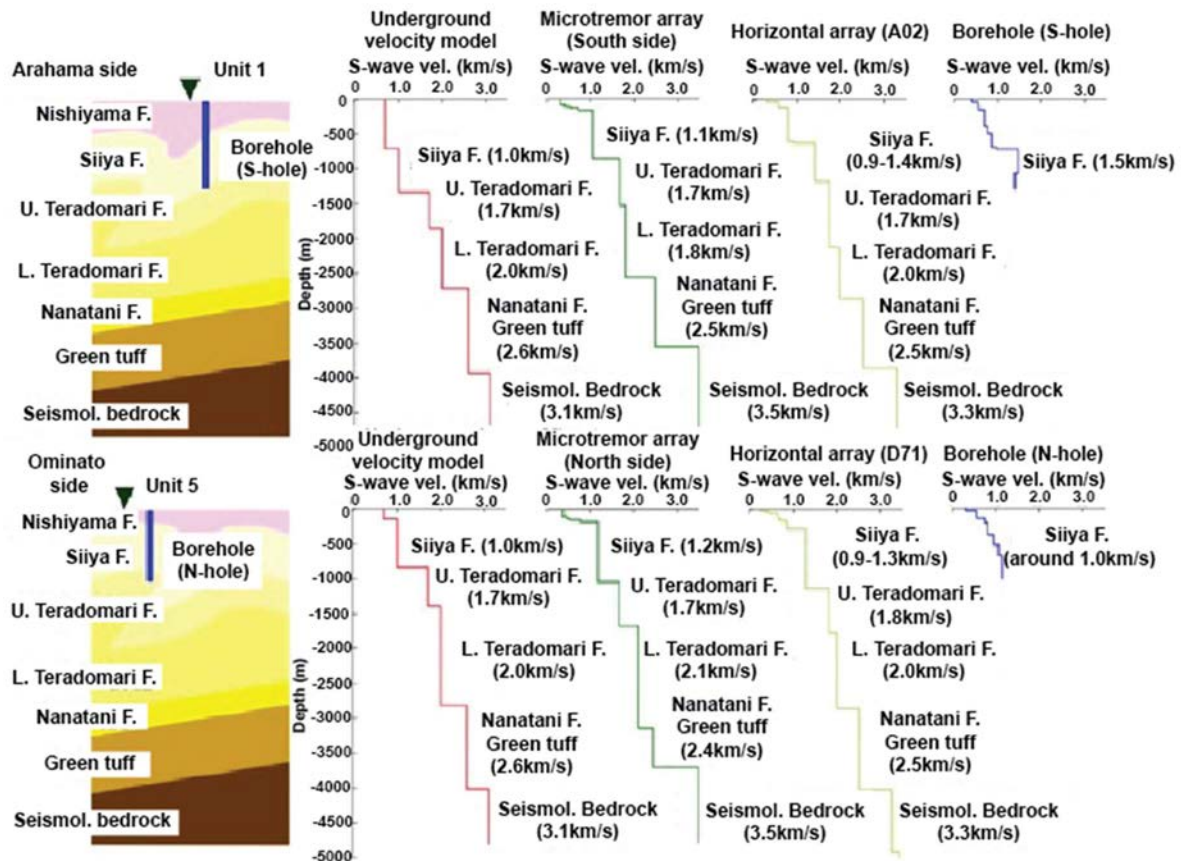 Arahama side
Unit 1
Nishiyama F.
Siiya F.
Borehole
(S-hole)
U. Teradomari F.
L. Teradomari F.
Nanatani F.
Green tuff
Seismol. bedrock
Underground
velocity model
S-wave vel. (km/s)
0 1.0 2.0 3.0
0
-500
-1000
-1500
-2000
-2500
-3000
-3500
-4000
-4500
-5000
Depth (m)
Siiya F. (1.0km/s)
U. Teradomari F.
(1.7km/s)
L. Teradomari F.
(2.0km/s)
Nanatani F.
Green tuff
(2.6km/s)
Seismol. Bedrock
(3.1km/s)
Microtremor array
(South side)
S-wave vel. (km/s)
0 1.0 2.0 3.0
Siiya F. (1.1km/s)
U. Teradomari F.
(1.7km/s)
L. Teradomari F.
(1.8km/s)
Nanatani F.
Green tuff
(2.5km/s)
Seismol. Bedrock
(3.5km/s)
Horizontal array (A02)
S-wave vel. (km/s)
0 1.0 2.0 3.0
Siiya F.
(0.9-1.4km/s)
U. Teradomari F.
(1.7km/s)
L. Teradomari F.
(2.0km/s)
Nanatani F.
Green tuff
(2.5km/s)
Seismol. Bedrock
(3.3km/s)
Borehole (S-hole)
S-wave vel. (km/s)
0 1.0 2.0 3.0
Siiya F. (1.5km/s)
Ominato
side
Unit 5
Nishiyama F.
Siiya F.
Borehole
(N-hole)
U. Teradomari F.
L. Teradomari F.
Nanatani F.
Green tuff
Seismol. bedrock
Underground
velocity model
S-wave vel. (km/s)
0 1.0 2.0 3.0
0
-500
-1000
-1500
-2000
-2500
-3000
-3500
-4000
-4500
-5000
Depth (m)
Siiya F. (1.0km/s)
U. Teradomari F.
(1.7km/s)
L. Teradomari F.
(2.0km/s)
Nanatani F.
Green tuff
(2.6km/s)
Seismol. Bedrock
(3.1km/s)
Microtremor array
(North side)
S-wave vel. (km/s)
0 1.0 2.0 3.0
Siiya F. (1.2km/s)
U. Teradomari F.
(1.7km/s)
L. Teradomari F.
(2.1km/s)
Nanatani F.
Green tuff
(2.4km/s)
Seismol. Bedrock
(3.5km/s)
Horizontal array (D71)
S-wave vel. (km/s)
0 1.0 2.0 3.0
Siiya F.
(0.9-1.3km/s)
U. Teradomari F.
(1.8km/s)
L. Teradomari F.
(2.0km/s)
Nanatani F.
Green tuff
(2.5km/s)
Seismol. Bedrock
(3.3km/s)
Borehole (N-hole)
S-wave vel. (km/s)
0 1.0 2.0 3.0
Siiya F.
(around 1.0km/s)